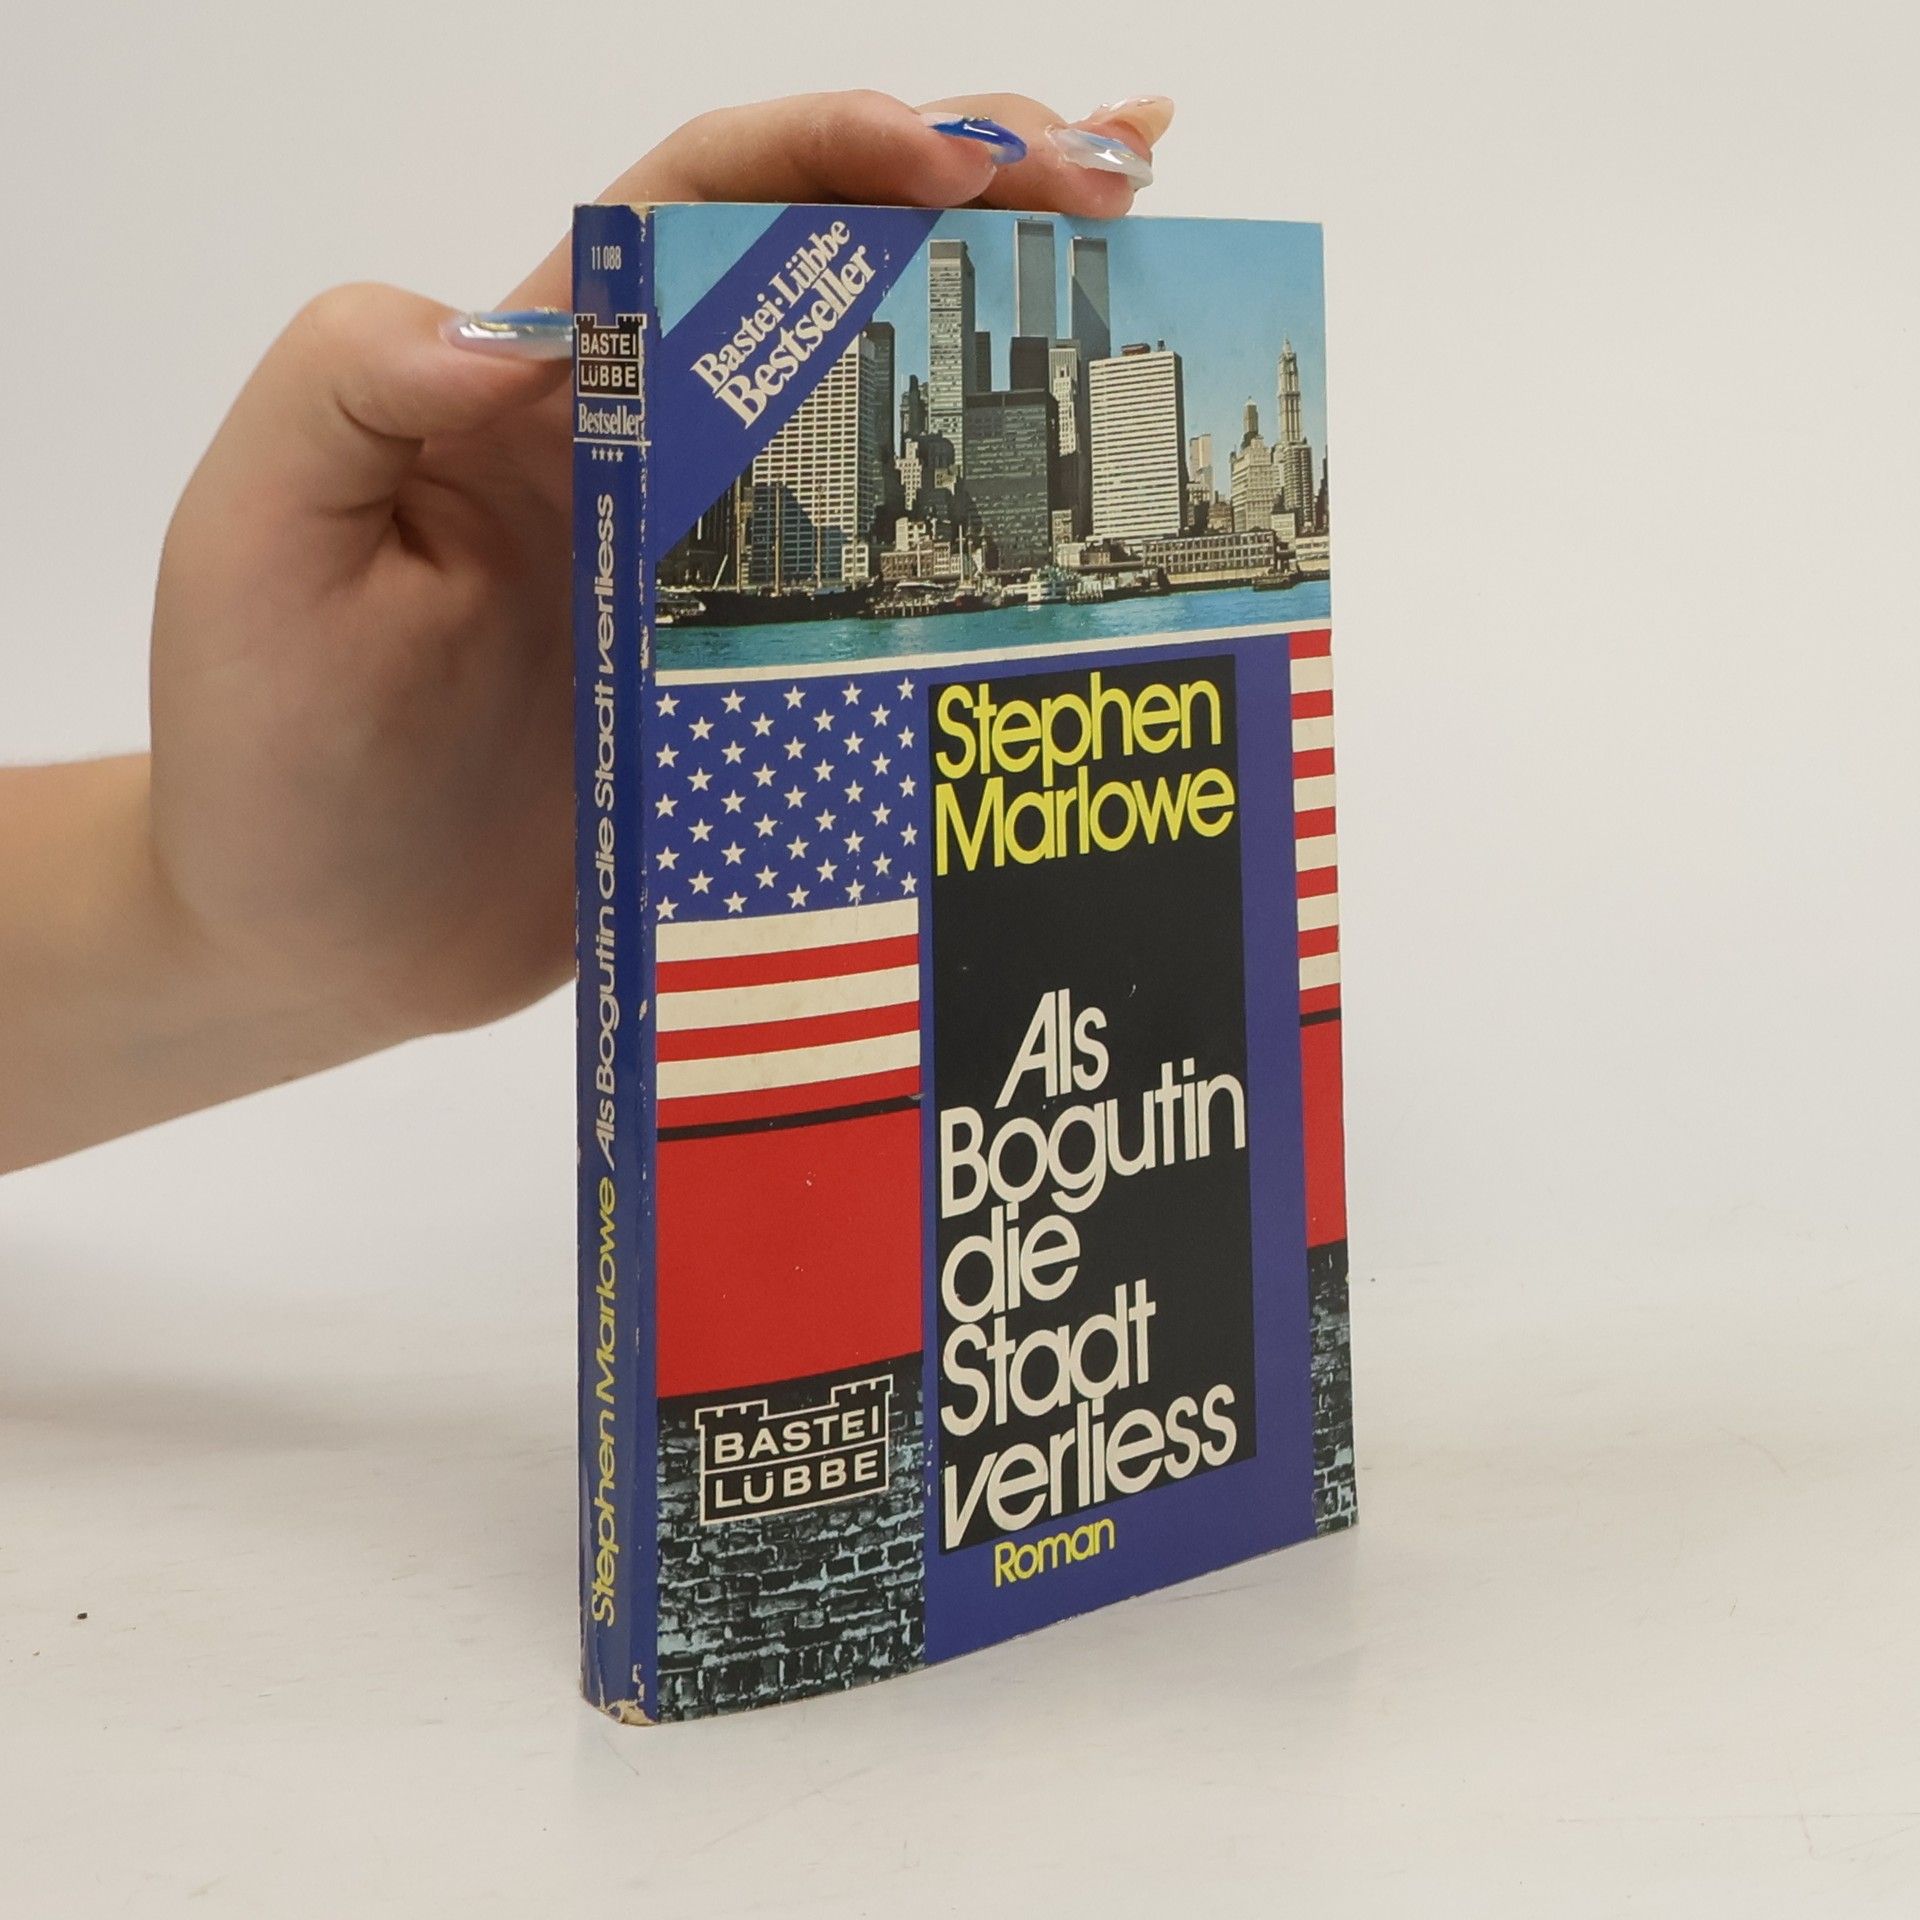 11 088
BASTEI
LÜBBE
Bestseller
****
Stephen Marlowe Als Bogutin die Stadt verliess
Bastei·Lübbe
Bestseller
Stephen
Marlowe
Als
Bogutin
die
Stadt
verliess
Roman
BASTEI
LÜBBE